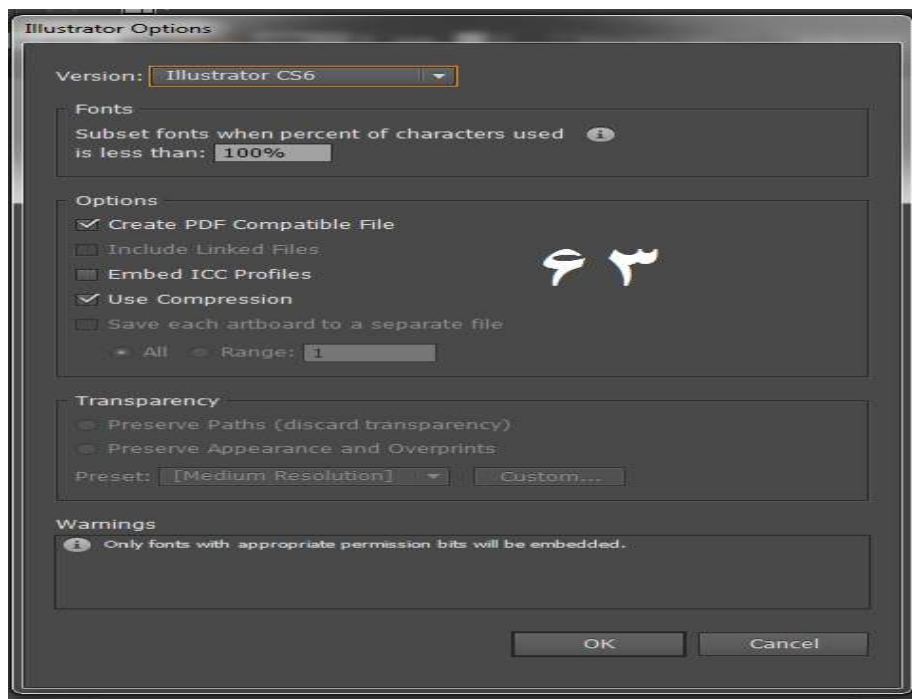 Illustrator Options
Version: Illustrator CS6
Fonts
Subset fonts when percent of characters used
is less than: 100%
Options
Create PDF Compatible File
Include Linked Files
Embed ICC Profiles
Use Compression
Save each artboard to a separate file
All Range: 1
۶۳
Transparency
Preserve Paths (discard transparency)
Preserve Appearance and Overprints
Preset: [Medium Resolution] Custom...
Warnings
Only fonts with appropriate permission bits will be embedded.
OK Cancel